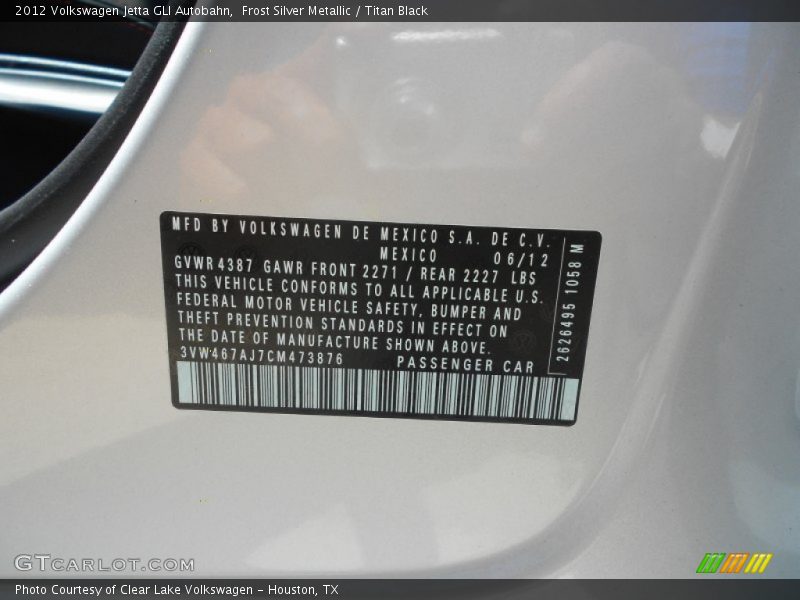 2012 Volkswagen Jetta GLI Autobahn,  Frost Silver Metallic / Titan Black
MFD BY VOLKSWAGEN DE MEXICO S.A. DE C.V.
MEXICO 06/12
GVWR 4387 GAWR FRONT 2271 / REAR 2227 LBS
THIS VEHICLE CONFORMS TO ALL APPLICABLE U.S.
FEDERAL MOTOR VEHICLE SAFETY, BUMPER AND
THEFT PREVENTION STANDARDS IN EFFECT ON
THE DATE OF MANUFACTURE SHOWN ABOVE.
3VW467AJ7CM473876 PASSENGER CAR
2626495 1058 M
GTCARLOT.COM
Photo Courtesy of Clear Lake Volkswagen – Houston, TX